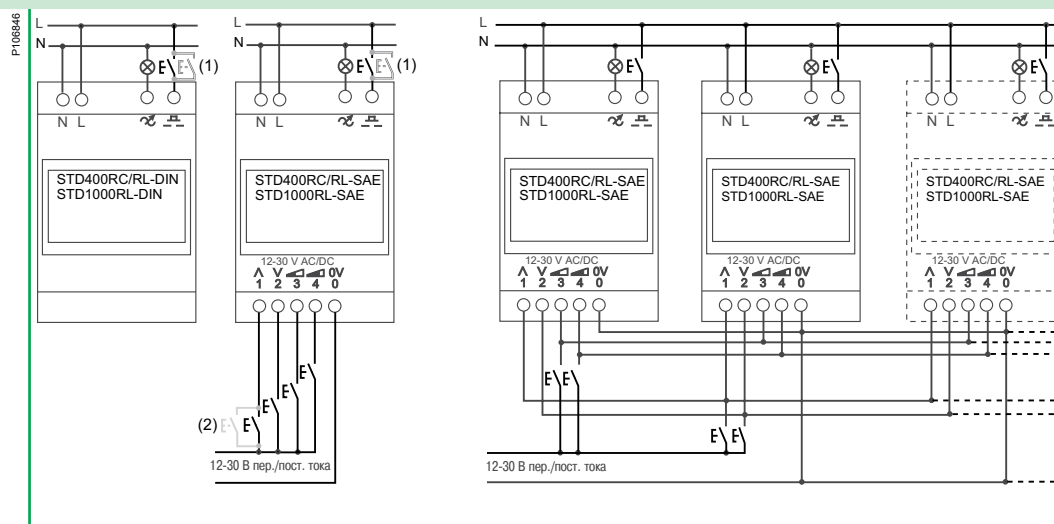 P106846
L
N
(1)
N L
STD400RC/RL-DIN
STD1000RL-DIN
L
N
(1)
N L
STD400RC/RL-SAE
STD1000RL-SAE
12-30 V AC/DC
0V
1 2 3 4 0
(2)
12-30 В пер./пост. тока
L
N
N L
STD400RC/RL-SAE
STD1000RL-SAE
12-30 V AC/DC
0V
1 2 3 4 0
12-30 В пер./пост. тока
N L
STD400RC/RL-SAE
STD1000RL-SAE
12-30 V AC/DC
0V
1 2 3 4 0
N L
STD400RC/RL-SAE
STD1000RL-SAE
12-30 V AC/DC
0V
1 2 3 4 0